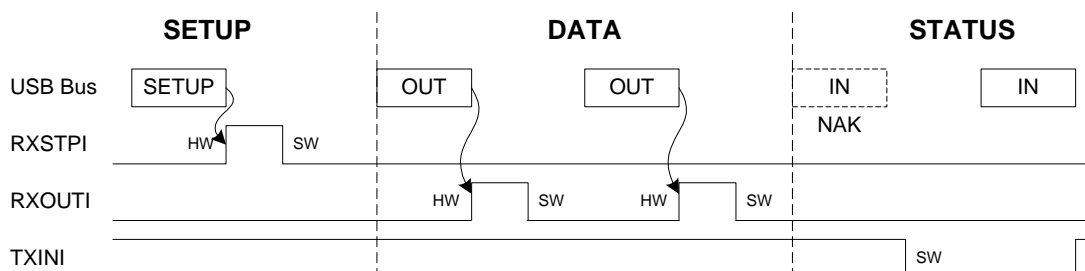 SETUP DATA STATUS
USB Bus SETUP OUT OUT IN IN
NAK
RXSTPI HW SW
RXOUTI HW SW HW SW
TXINI SW